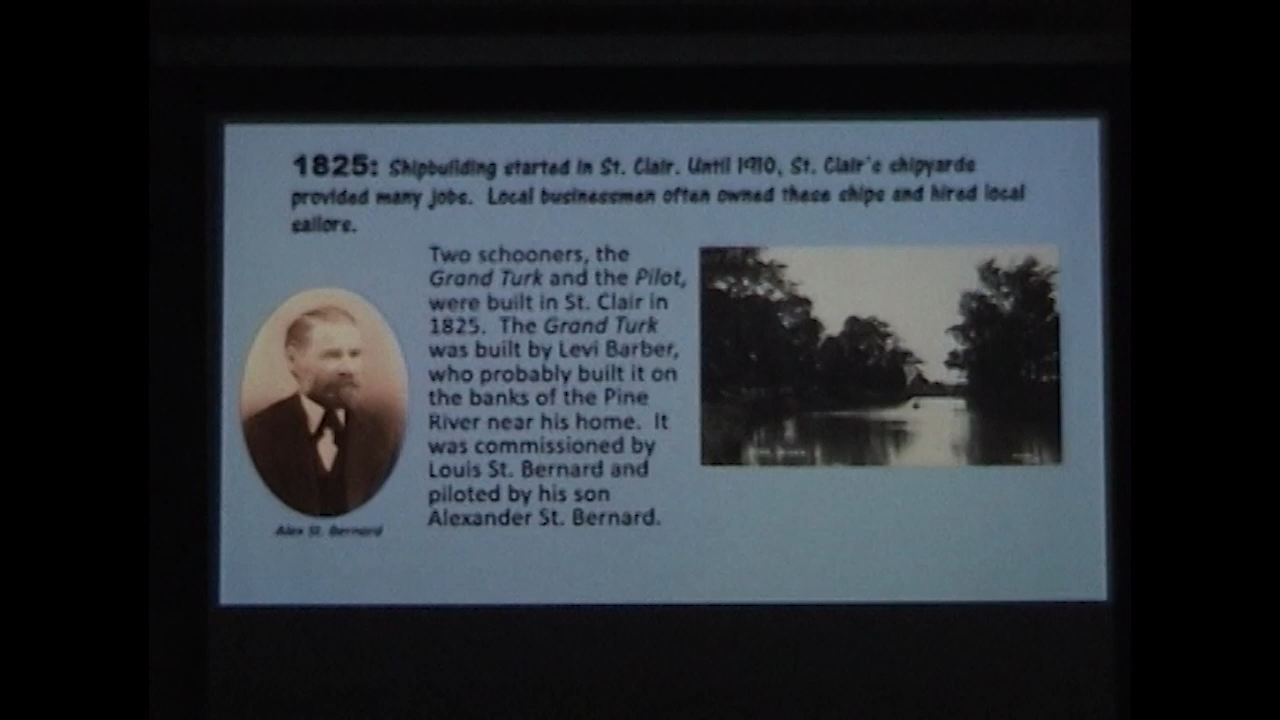 1825: Shipbuilding started in St. Clair. Until 1910, St. Clair's shipyards
provided many jobs. Local businessmen often owned these ships and hired local
sailors.
Two schooners, the
Grand Turk and the Pilot,
were built in St. Clair in
1825. The Grand Turk
was built by Levi Barber,
who probably built it on
the banks of the Pine
River near his home. It
was commissioned by
Louis St. Bernard and
piloted by his son
Alexander St. Bernard.
Alex St. Bernard